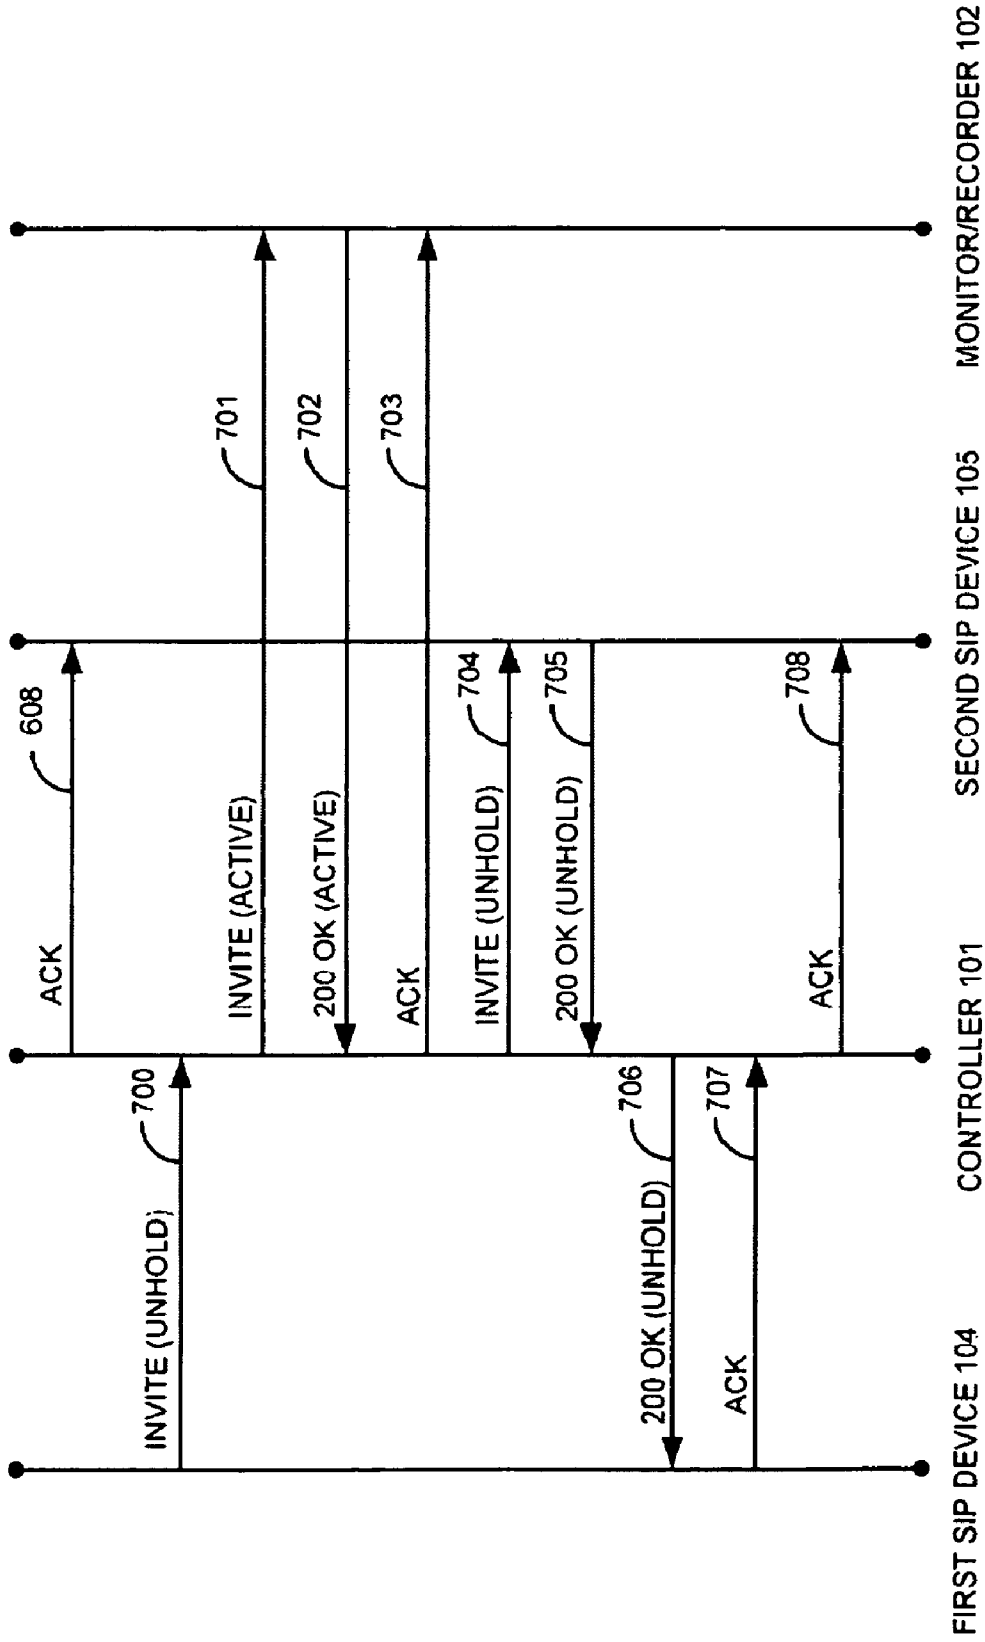 ACK
608
INVITE (UNHOLD)
700
INVITE (ACTIVE)
701
200 OK (ACTIVE)
702
ACK
703
INVITE (UNHOLD)
704
200 OK (UNHOLD)
705
200 OK (UNHOLD)
706
ACK
707
ACK
708
FIRST SIP DEVICE 104
CONTROLLER 101
SECOND SIP DEVICE 105
MONITOR/RECORDER 102